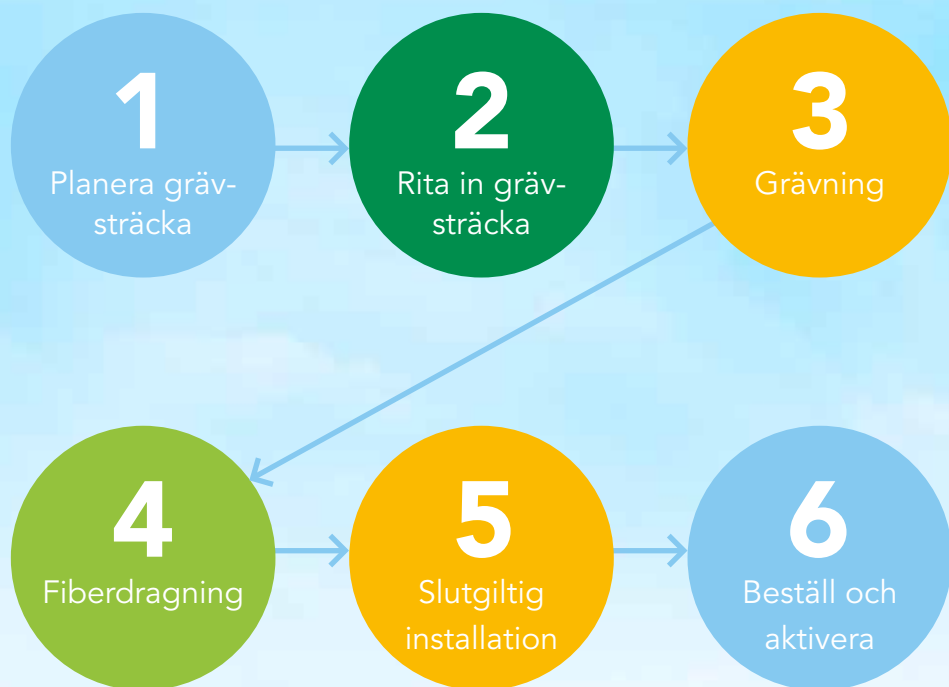 1
Planera gräv-
sträcka
2
Rita in gräv-
sträcka
3
Grävning
4
Fiberdragning
5
Slutgiltig
installation
6
Beställ och
aktivera